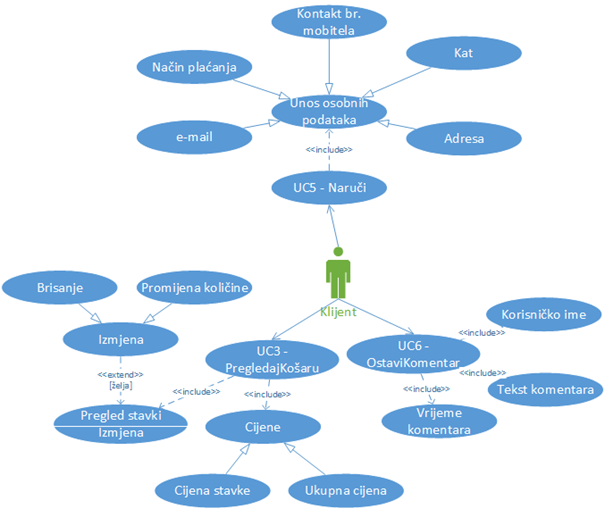 Kontakt br.
mobitela
Način plaćanja
Kat
Unos osobnih
podataka
e-mail
Adresa
<<include>>
UC5 - Naruči
Klijent
Brisanje
Promijena količine
Izmjena
UC3 -
PregledajKošaru
UC6 -
OstaviKomentar
Korisničko ime
<<include>>
<<extend>>
[želja]
<<include>>
<<include>>
<<include>>
<<include>>
Tekst komentara
Pregled stavki
Izmjena
Cijene
Vrijeme
komentara
Cijena stavke
Ukupna cijena